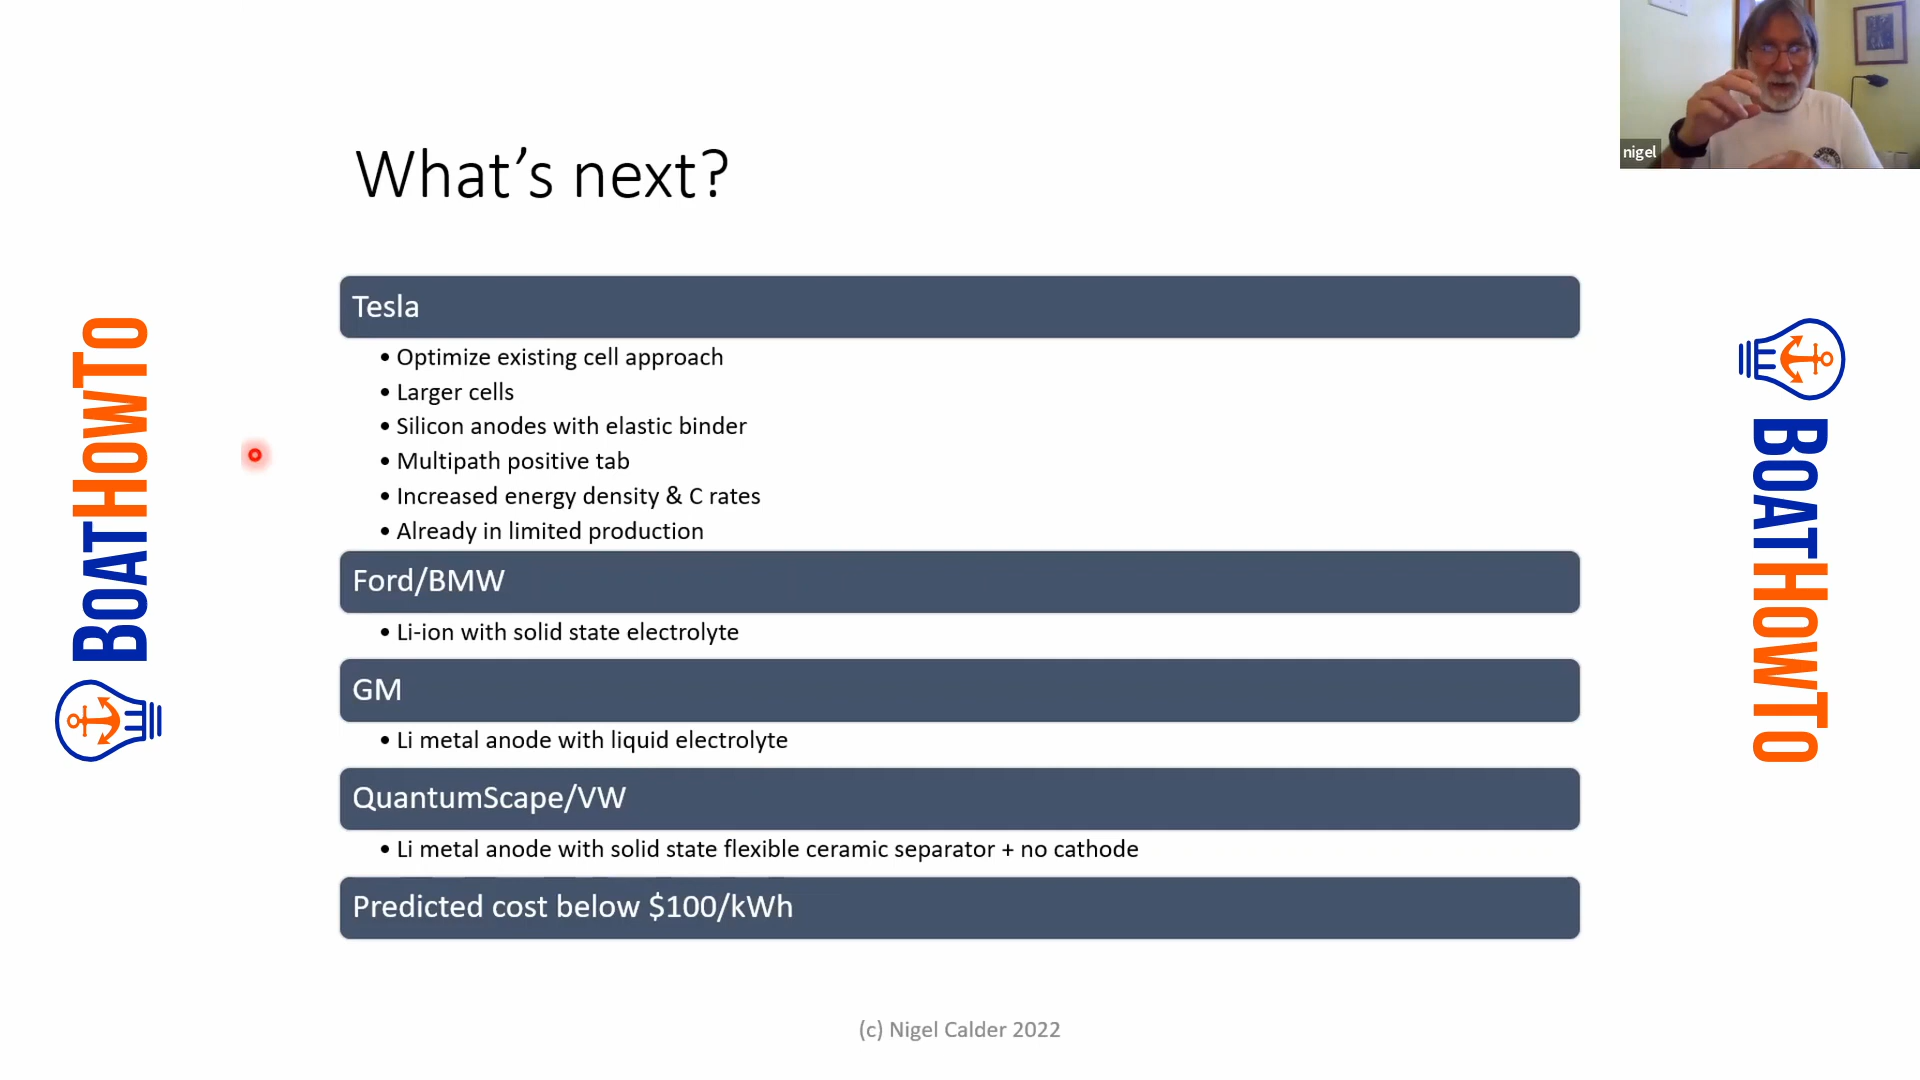 nigel
What’s next?
Tesla
• Optimize existing cell approach
• Larger cells
• Silicon anodes with elastic binder
• Multipath positive tab
• Increased energy density & C rates
• Already in limited production
Ford/BMW
• Li-ion with solid state electrolyte
GM
• Li metal anode with liquid electrolyte
QuantumScape/VW
• Li metal anode with solid state flexible ceramic separator + no cathode
Predicted cost below $100/kWh
BOATHOWTO
BOATHOWTO
(c) Nigel Calder 2022